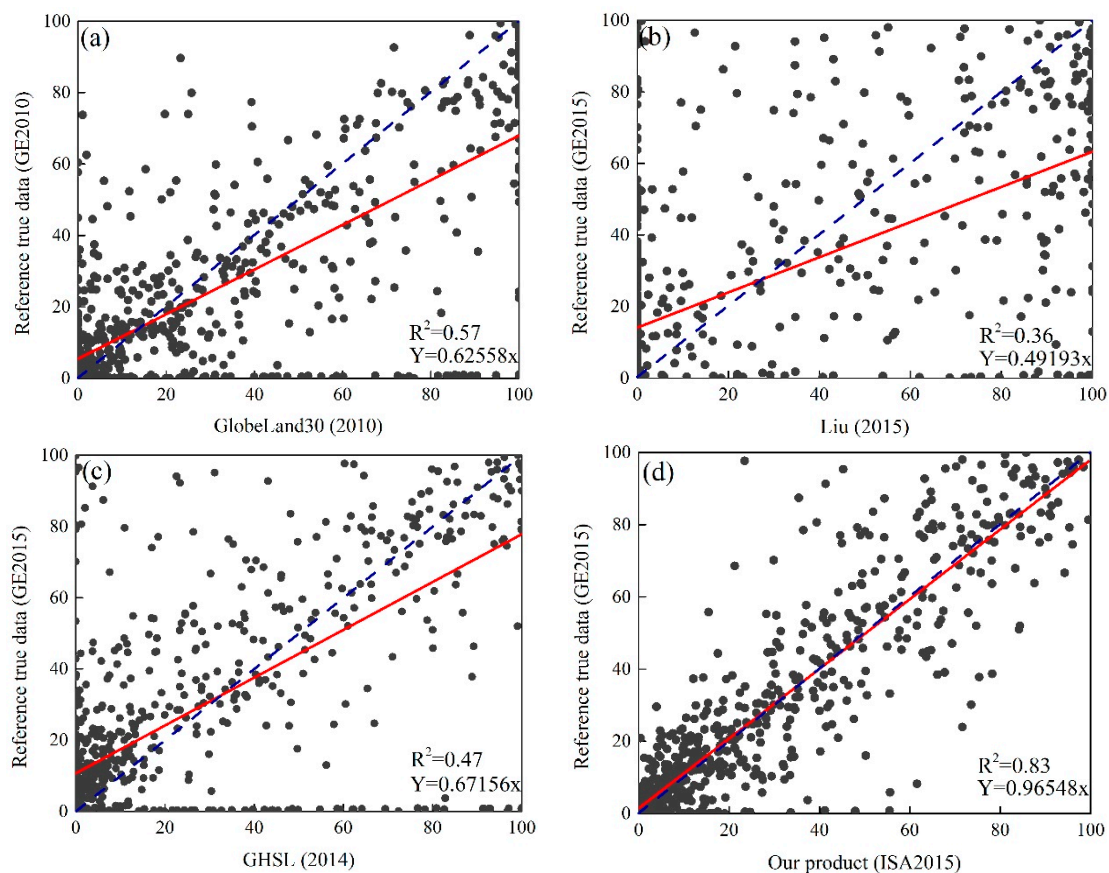 (a)
100
80
60
40
20
0
Reference true data (GE2010)
R²=0.57
Y=0.62558x
0 20 40 60 80 100
GlobeLand30 (2010)
(b)
100
80
60
40
20
0
Reference true data (GE2015)
R²=0.36
Y=0.49193x
0 20 40 60 80 100
Liu (2015)
(c)
100
80
60
40
20
0
Reference true data (GE2015)
R²=0.47
Y=0.67156x
0 20 40 60 80 100
GHSL (2014)
(d)
100
80
60
40
20
0
Reference true data (GE2015)
R²=0.83
Y=0.96548x
0 20 40 60 80 100
Our product (ISA2015)